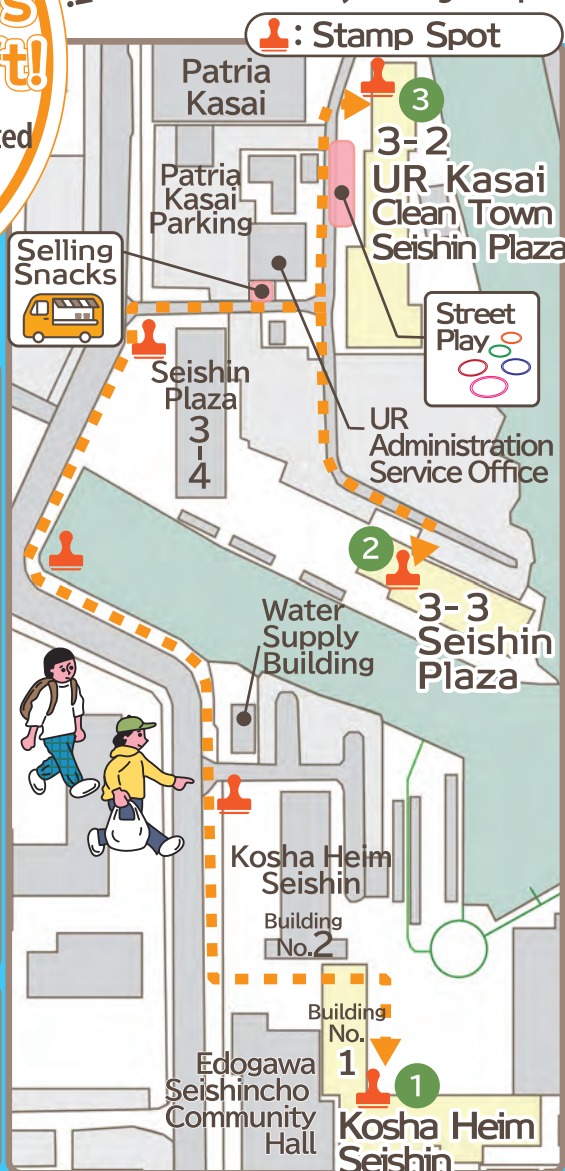 : Stamp Spot
Patria
Kasai
3
3-2
UR Kasai
Clean Town
Seishin Plaza
Patria
Kasai
Parking
Selling
Snacks
Street
Play
Seishin
Plaza
3
-
4
UR
Administration
Service Office
2
3-3
Seishin
Plaza
Water
Supply
Building
Kosha Heim
Seishin
Building
No.2
Building
No.
1
Edogawa
Seishincho
Community
Hall
1
Kosha Heim
Seishin